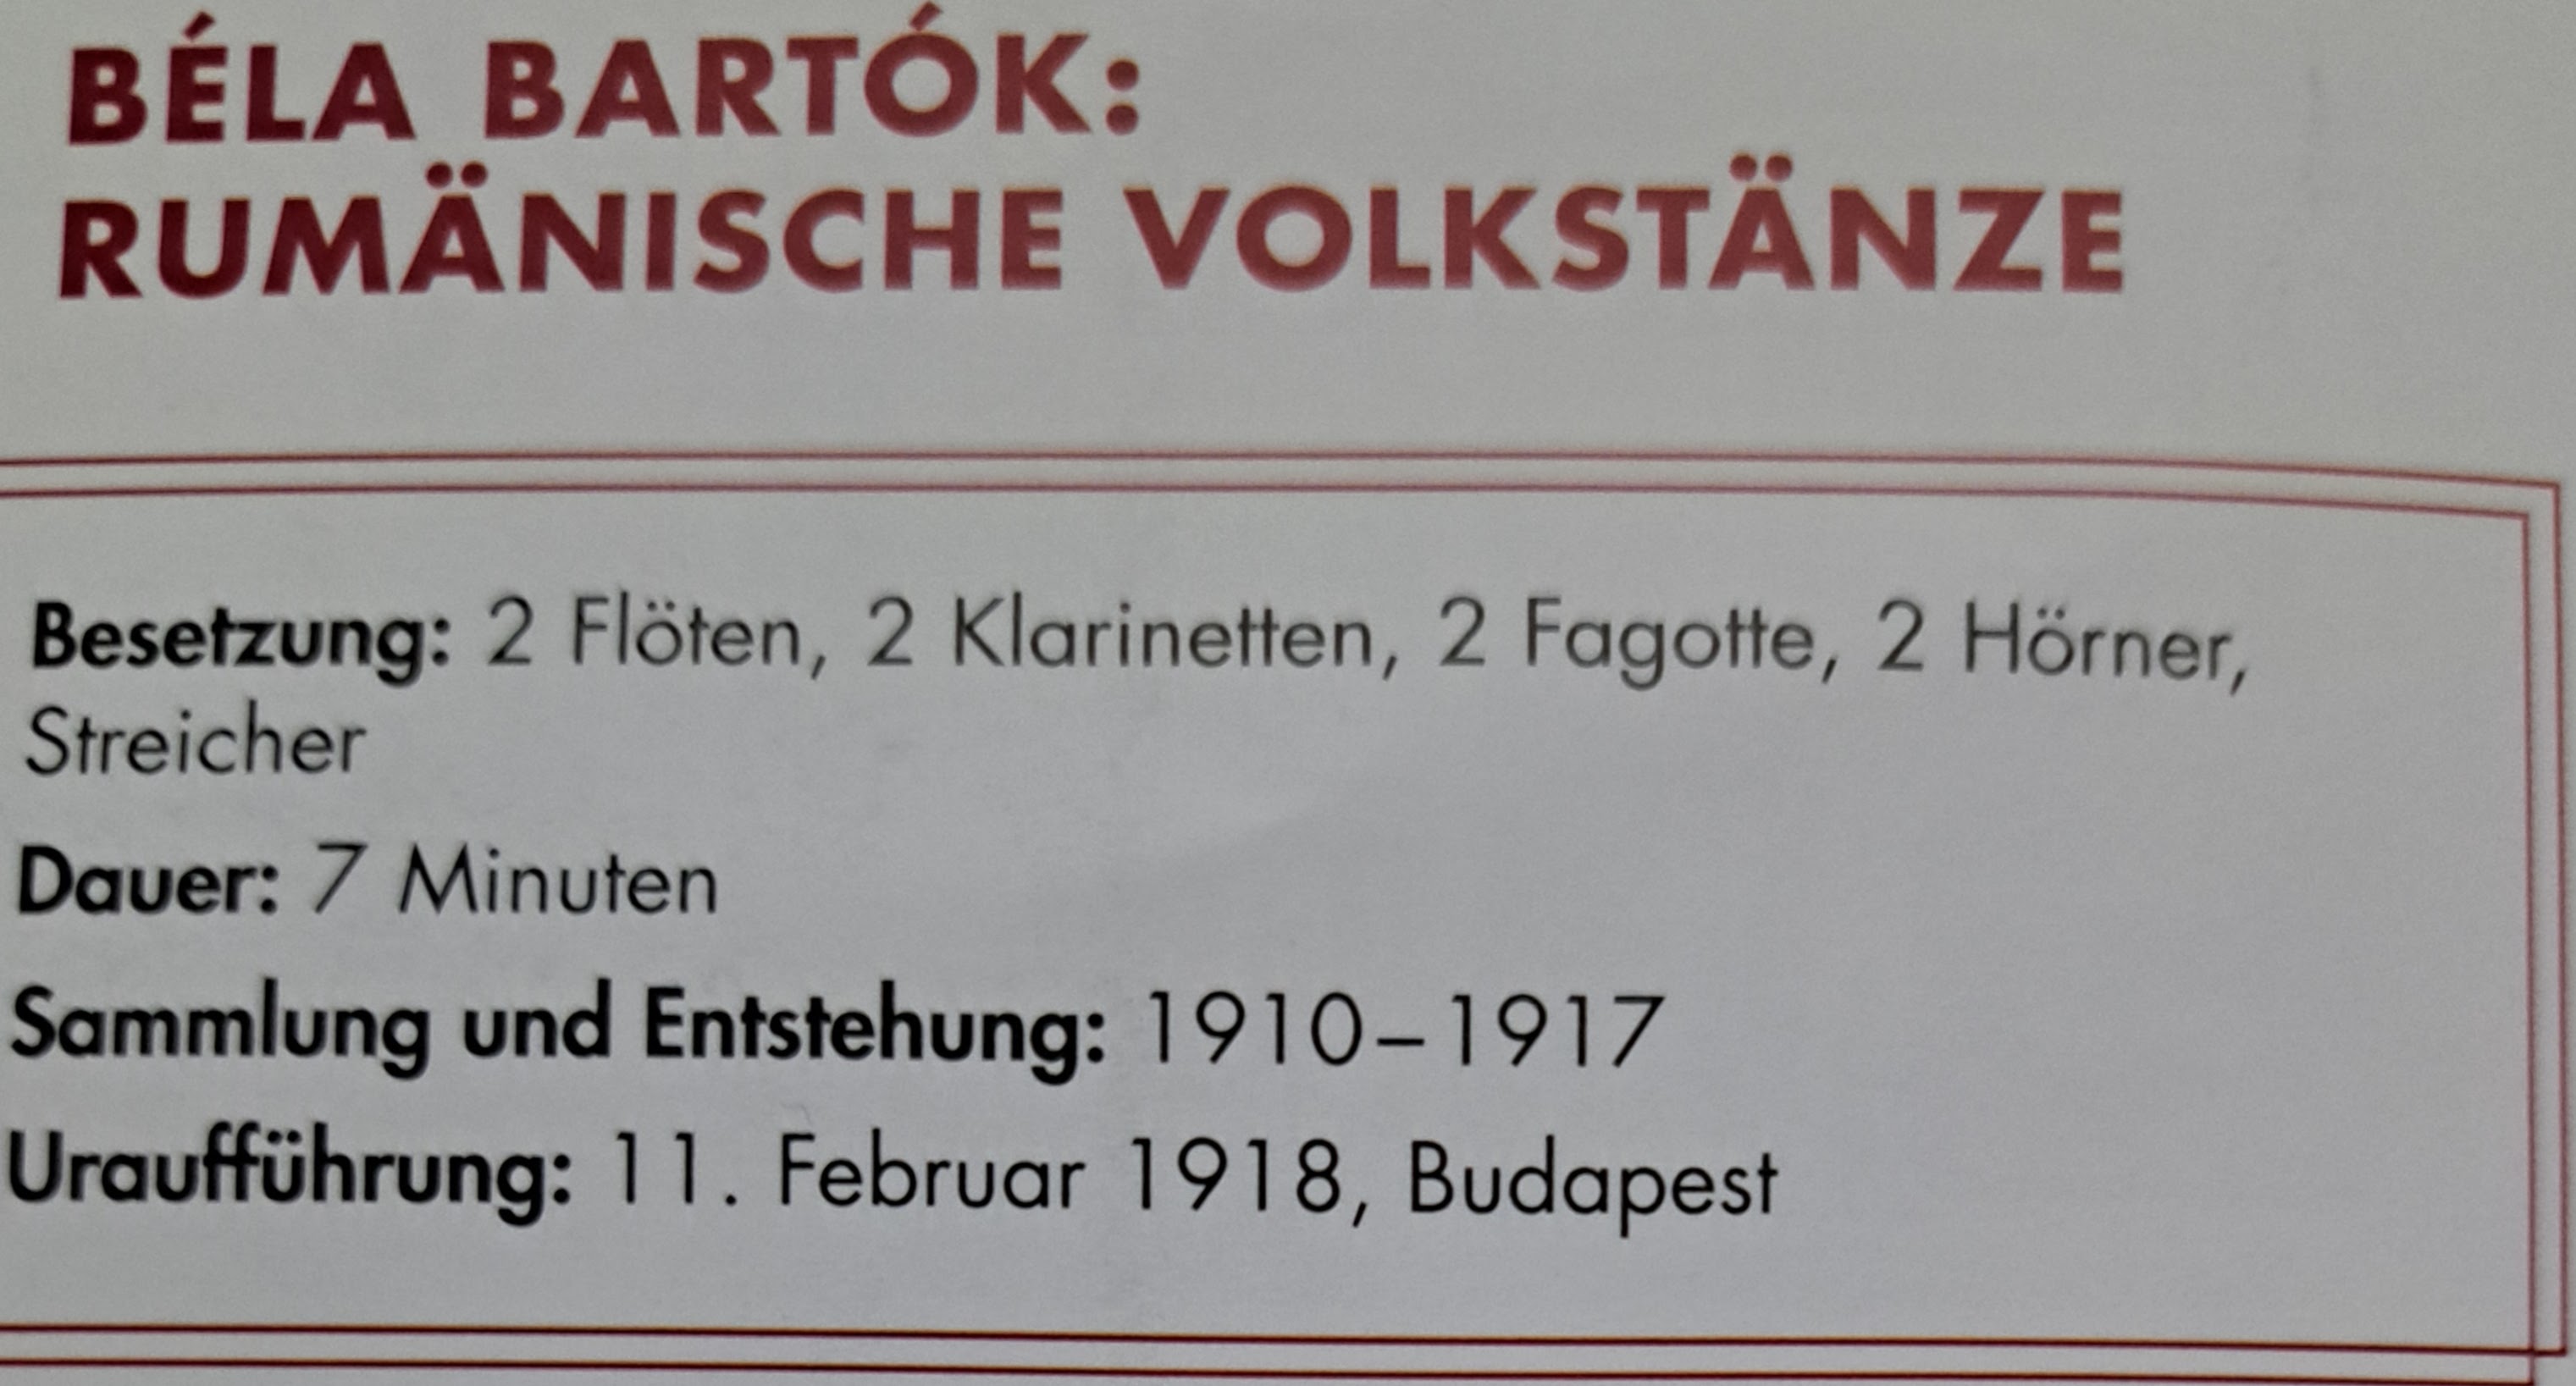 BÉLA BARTÓK:
RUMÄNISCHE VOLKSTÄNZE
Besetzung: 2 Flöten, 2 Klarinetten, 2 Fagotte, 2 Hörner,
Streicher
Dauer: 7 Minuten
Sammlung und Entstehung: 1910–1917
Uraufführung: 11. Februar 1918, Budapest